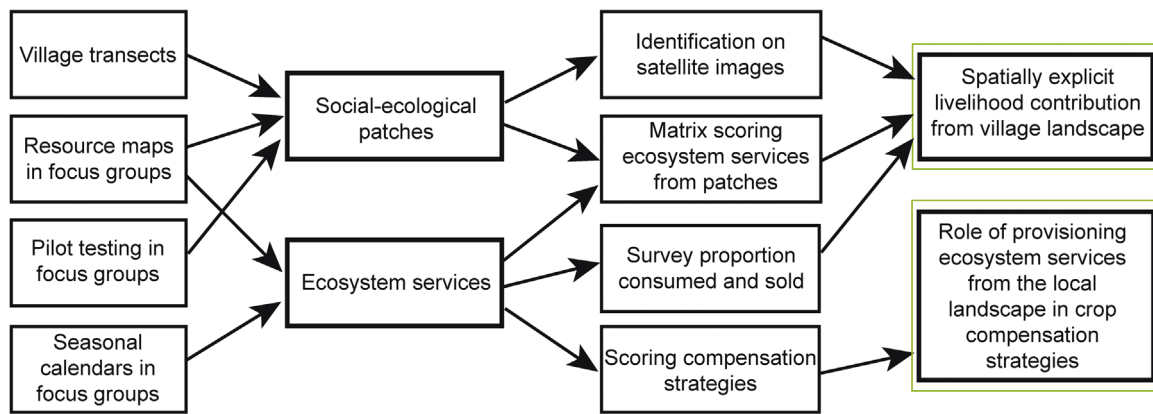 Village transects
Resource maps
in focus groups
Pilot testing in
focus groups
Seasonal
calendars in
focus groups
Social-ecological
patches
Ecosystem services
Identification on
satellite images
Matrix scoring
ecosystem services
from patches
Survey proportion
consumed and sold
Scoring compensation
strategies
Spatially explicit
livelihood contribution
from village landscape
Role of provisioning
ecosystem services
from the local
landscape in crop
compensation
strategies